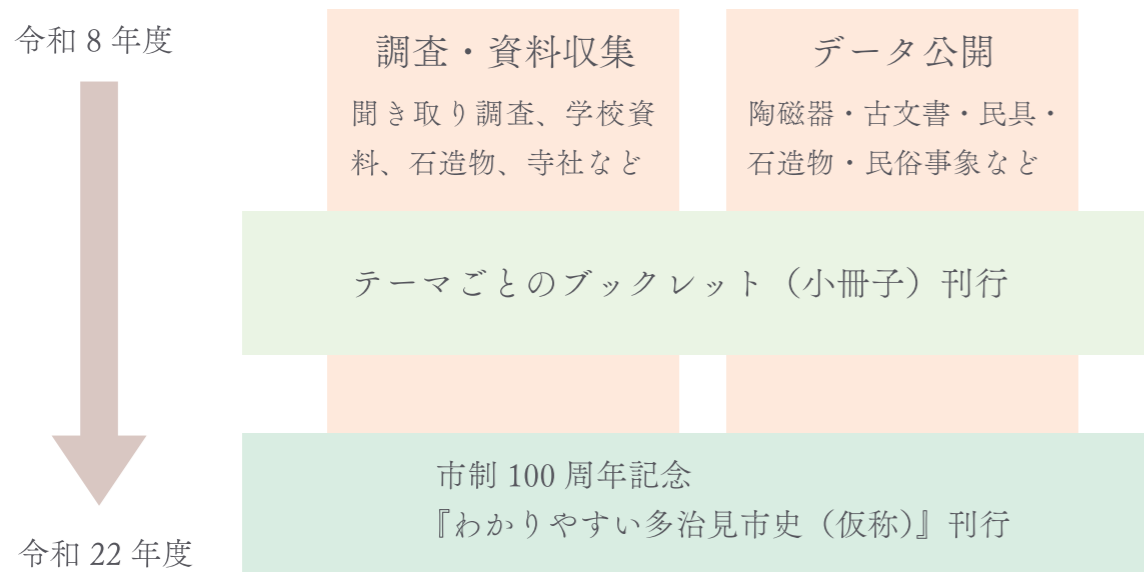 令和 8 年度
調査・資料収集
聞き取り調査、学校資
料、石造物、寺社など
データ公開
陶磁器・古文書・民具・
石造物・民俗事象など
テーマごとのブックレット（小冊子）刊行
市制 100 周年記念
『わかりやすい多治見市史（仮称）』刊行
令和 22 年度